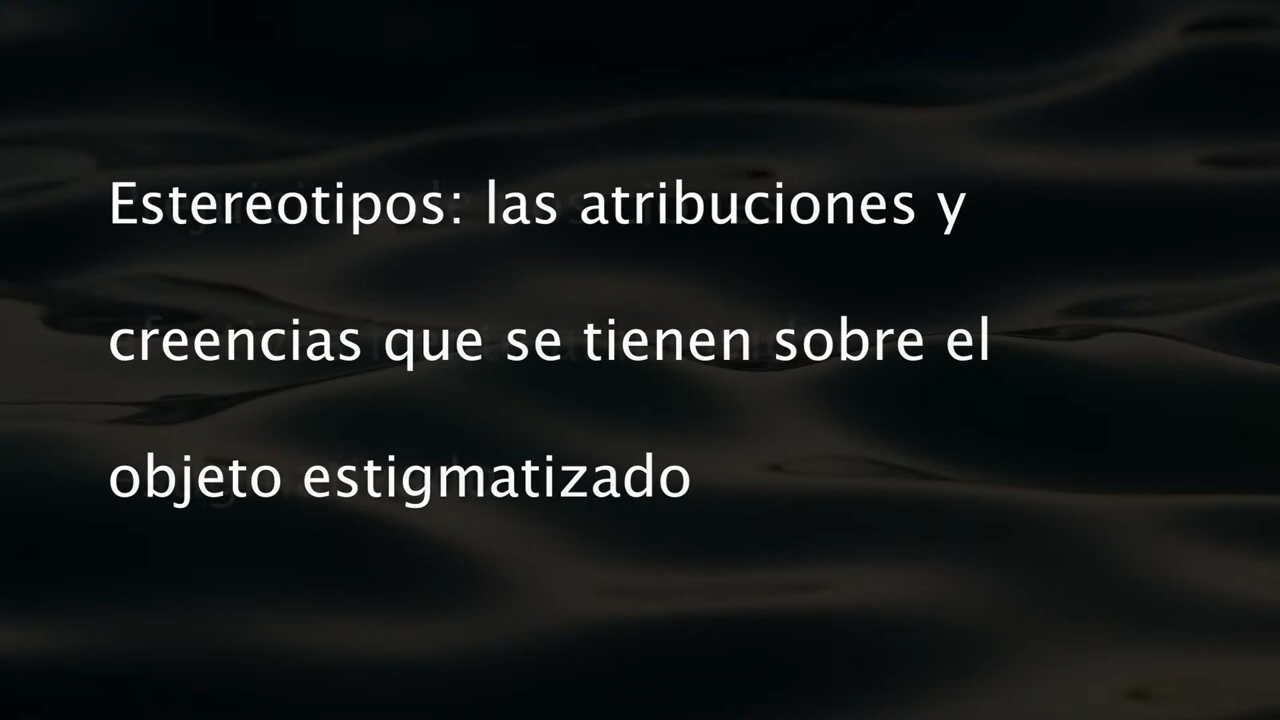 Estereotipos: las atribuciones y
creencias que se tienen sobre el
objeto estigmatizado